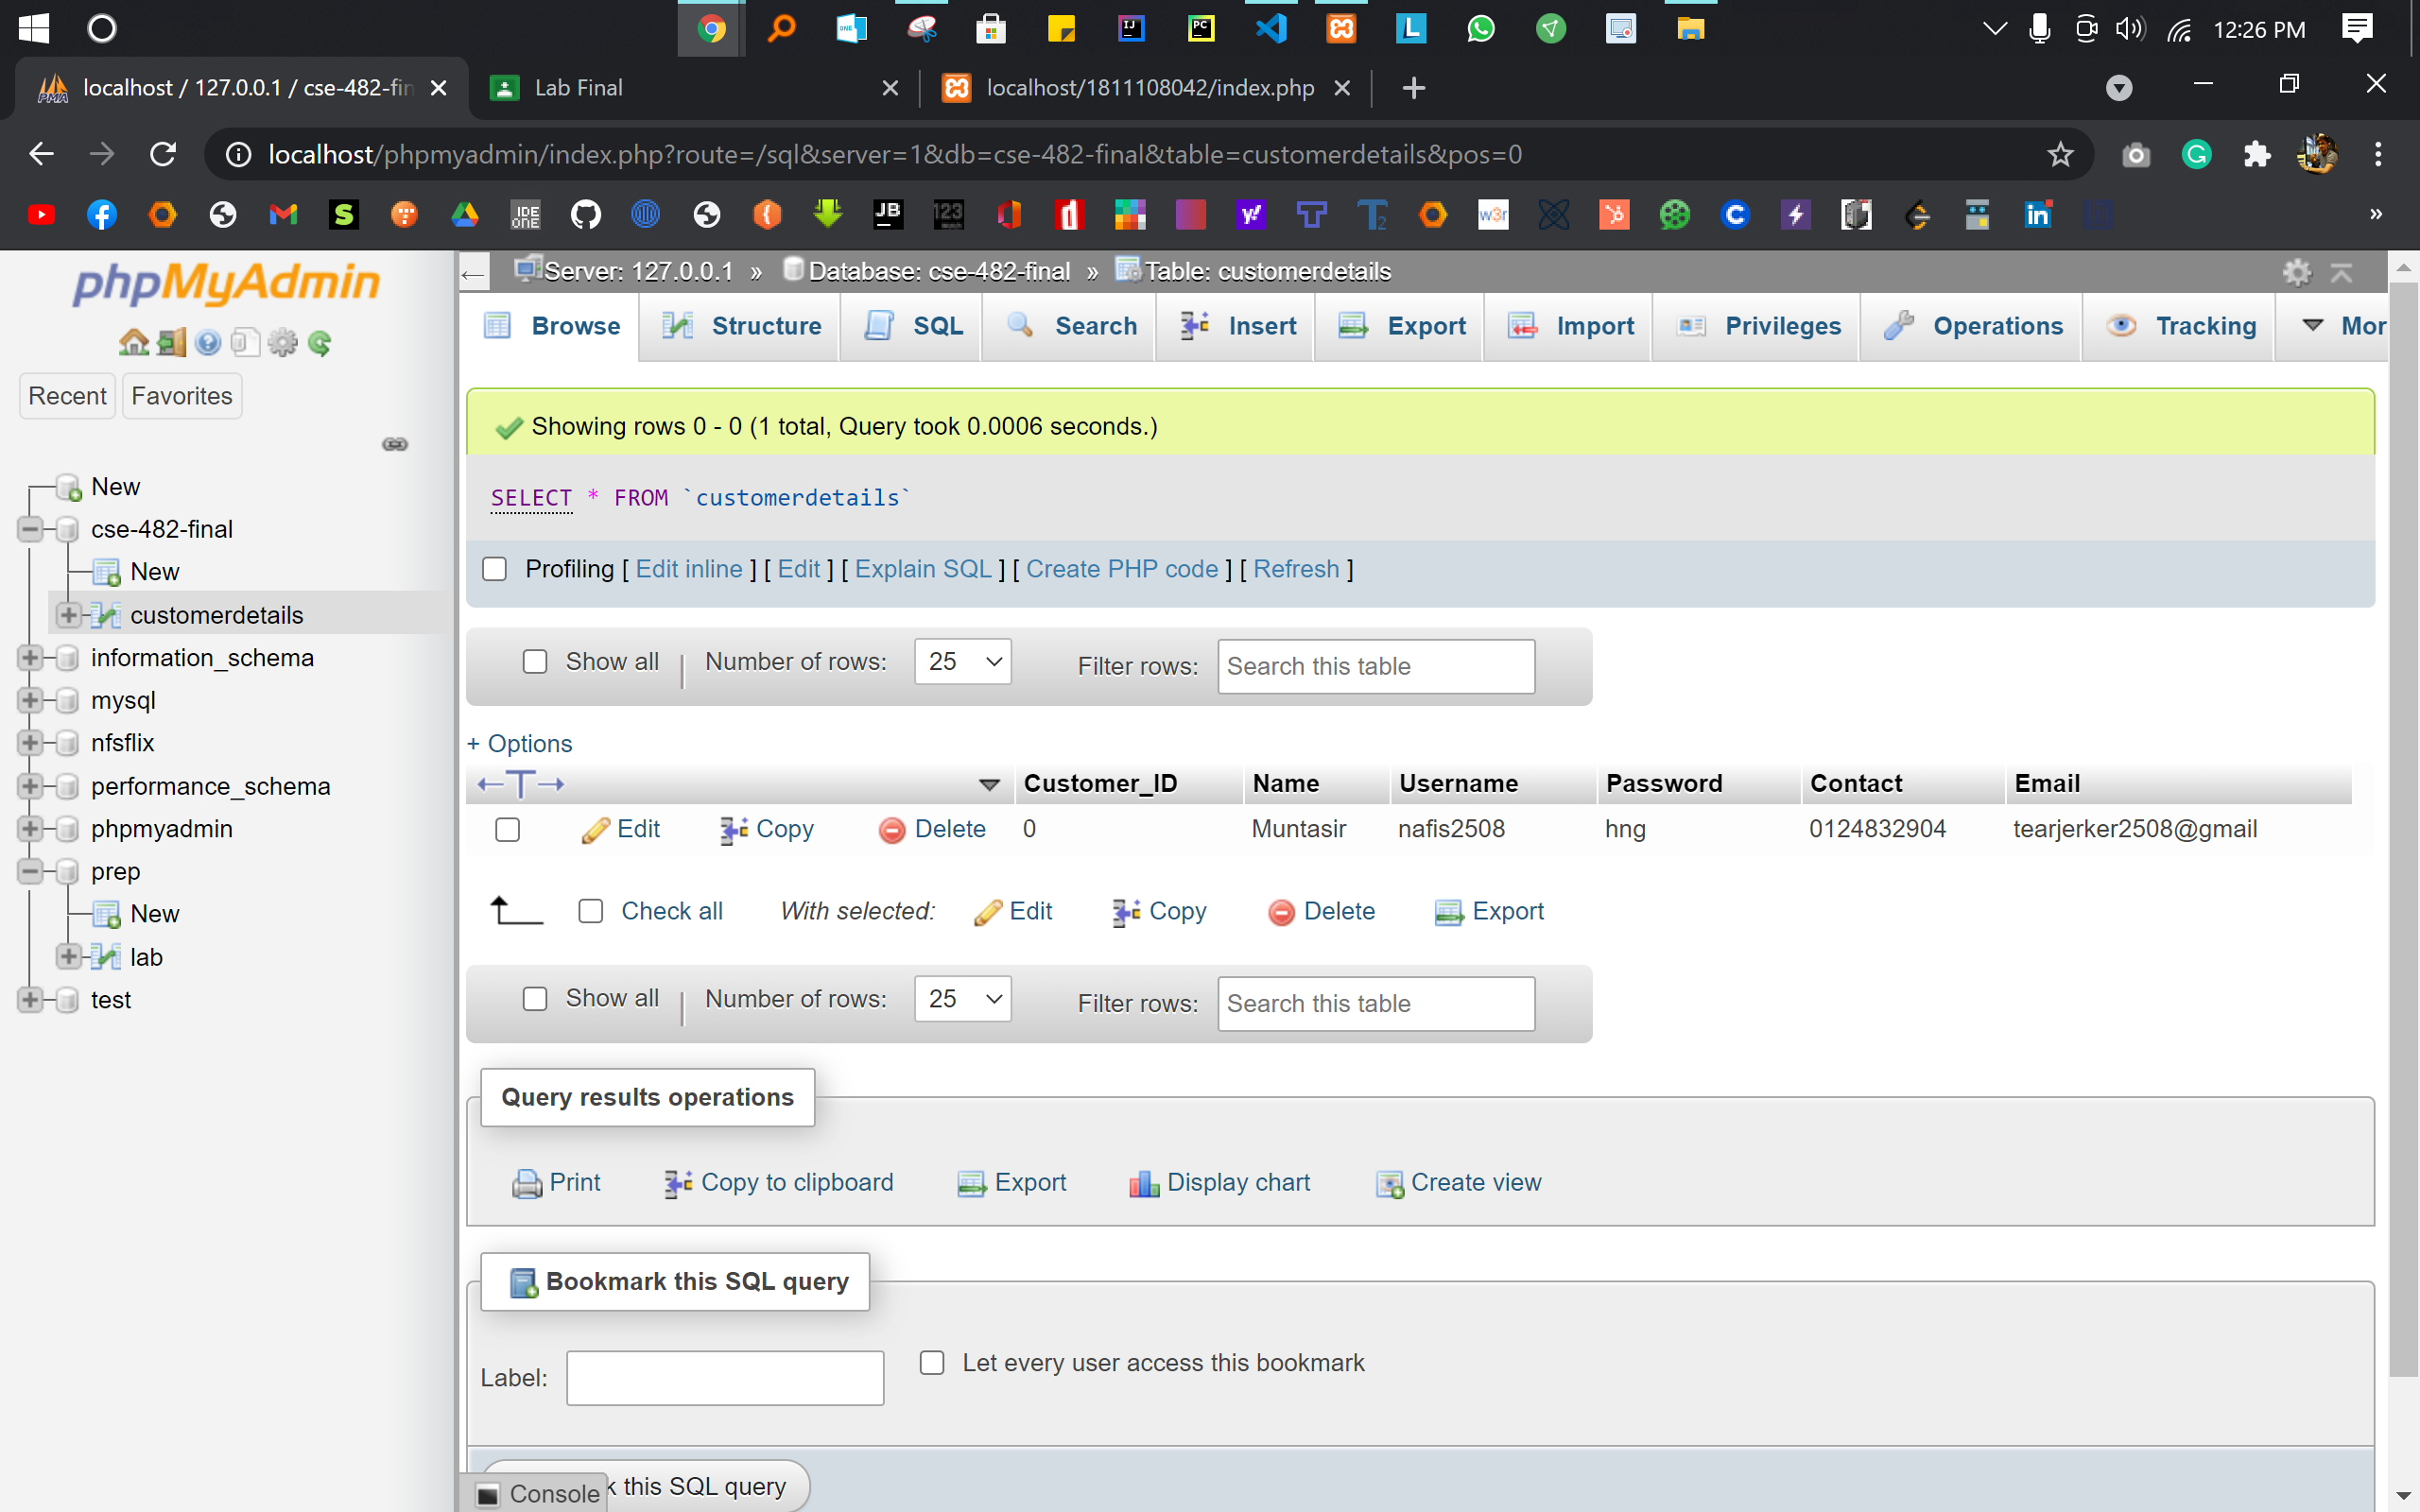 12:26 PM
localhost / 127.0.0.1 / cse-482-fin
Lab Final
localhost/1811108042/index.php
localhost/phpmyadmin/index.php?route=/sql&server=1&db=cse-482-final&table=customerdetails&pos=0
phpMyAdmin
Recent Favorites
New
cse-482-final
New
customerdetails
information_schema
mysql
nfsflix
performance_schema
phpmyadmin
prep
New
lab
test
Server: 127.0.0.1 » Database: cse-482-final » Table: customerdetails
Browse Structure SQL Search Insert Export Import Privileges Operations Tracking Mor
Showing rows 0 - 0 (1 total, Query took 0.0006 seconds.)
SELECT * FROM `customerdetails`
Profiling [ Edit inline ] [ Edit ] [ Explain SQL ] [ Create PHP code ] [ Refresh ]
Show all | Number of rows: 25 Filter rows: Search this table
+ Options
←T→ Customer_ID Name Username Password Contact Email
Edit Copy Delete 0 Muntasir nafis2508 hng 0124832904 tearjerker2508@gmail
Check all With selected: Edit Copy Delete Export
Show all | Number of rows: 25 Filter rows: Search this table
Query results operations
Print Copy to clipboard Export Display chart Create view
Bookmark this SQL query
Label: Let every user access this bookmark
Console
k this SQL query